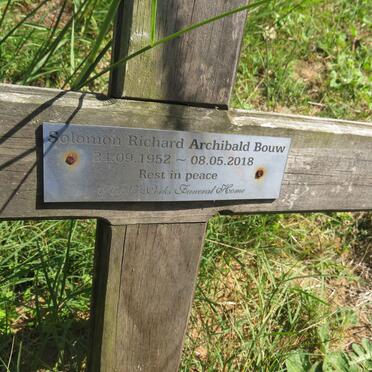 Solomon Richard Archibald Bouw
24.09.1952 ~ 08.05.2018
Rest in peace
Funeral Home